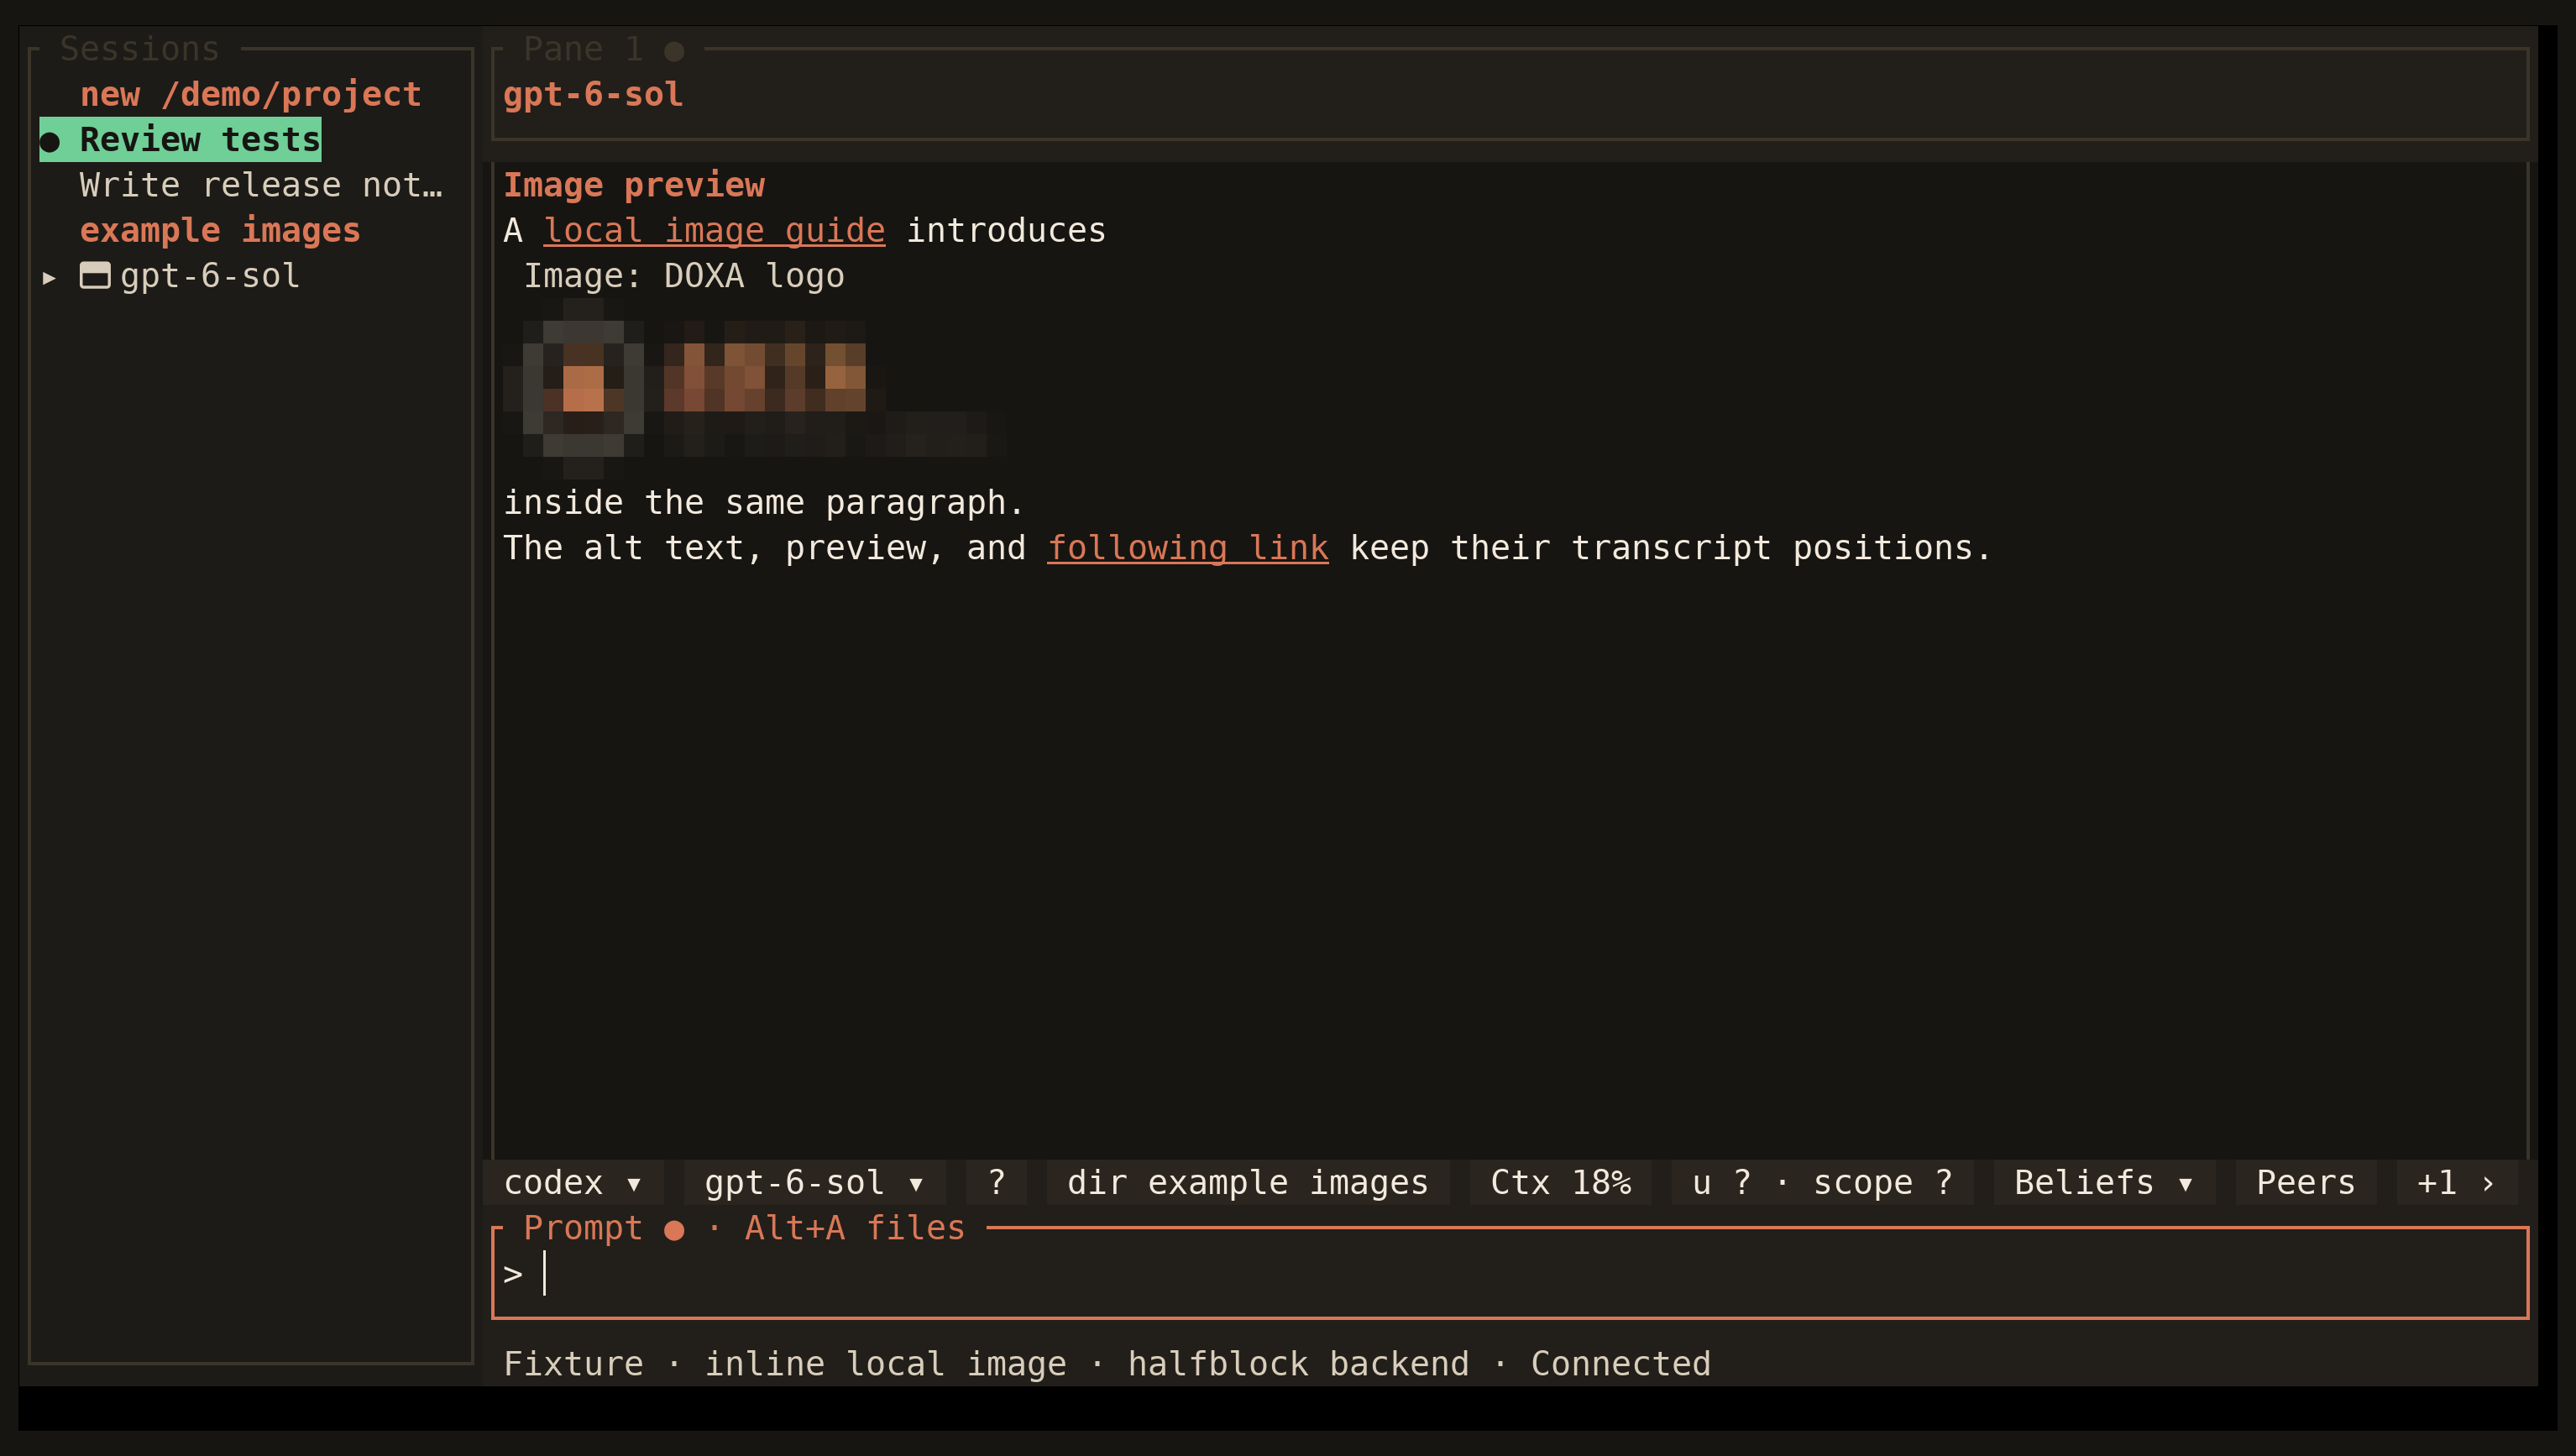 Sessions
new /demo/project
● Review tests
Write release not…
example images
▸ gpt-6-sol
Pane 1 ●
gpt-6-sol
Image preview
A local image guide introduces
Image: DOXA logo
inside the same paragraph.
The alt text, preview, and following link keep their transcript positions.
codex ▾ gpt-6-sol ▾ ? dir example images Ctx 18% u ? · scope ? Beliefs ▾ Peers +1 ›
Prompt ● · Alt+A files
>
Fixture · inline local image · halfblock backend · Connected